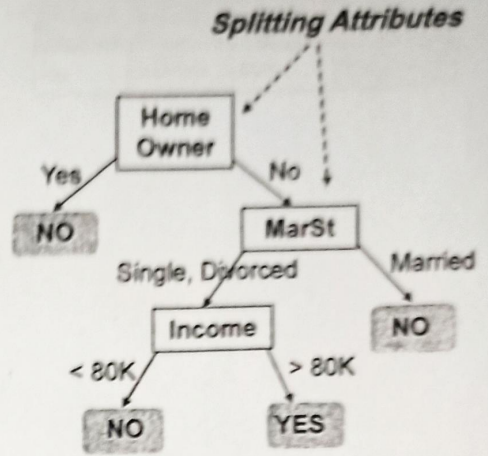 Splitting Attributes
Home
Owner
Yes
No
NO
MarSt
Single, Divorced
Married
Income
NO
< 80K
> 80K
NO
YES